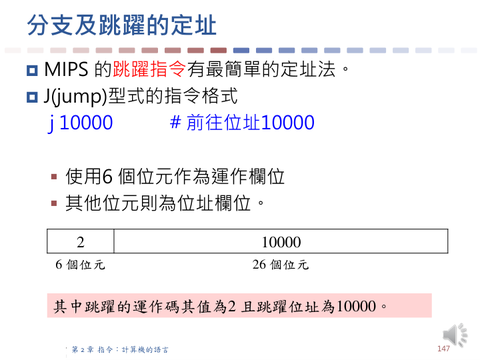 分支及跳躍的定址
MIPS 的跳躍指令有最簡單的定址法。
J(jump)型式的指令格式
j 10000 # 前往位址10000
使用6 個位元作為運作欄位
其他位元則為位址欄位。
2 10000
6 個位元 26 個位元
其中跳躍的運作碼其值為2 且跳躍位址為10000。
第 2 章 指令：計算機的語言 147